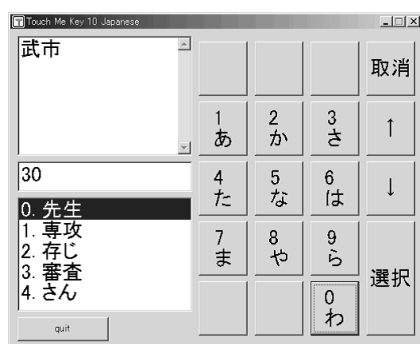 Touch Me Key 10 Japanese
武市
30
0. 先生
1. 専攻
2. 存じ
3. 審査
4. さん
quit
取消
1 あ
2 か
3 さ
↑
4 た
5 な
6 は
↓
7 ま
8 や
9 ら
選択
0 わ